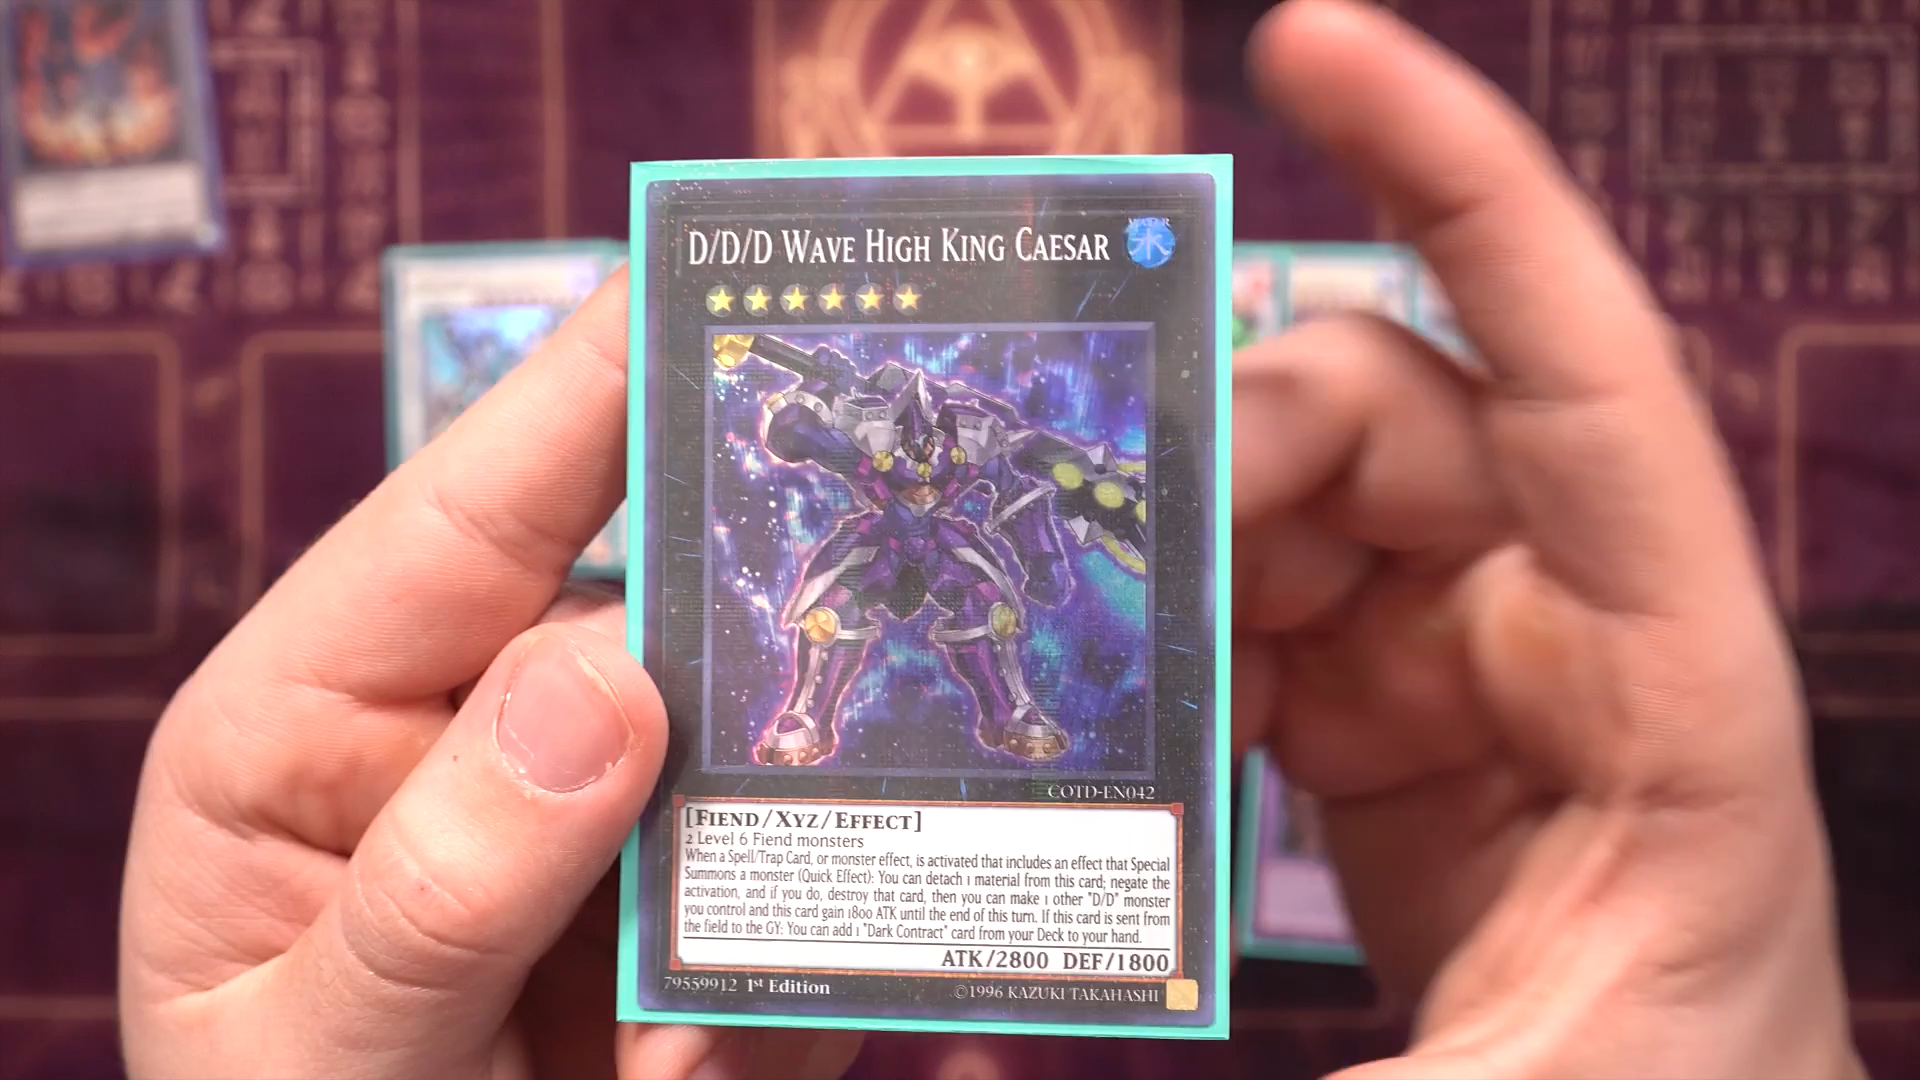 D/D/D WAVE HIGH KING CAESAR
WATER
水
COTD-EN042
[FIEND/XYZ/EFFECT]
2 Level 6 Fiend monsters
When a Spell/Trap Card, or monster effect, is activated that includes an effect that Special
Summons a monster (Quick Effect): You can detach 1 material from this card; negate the
activation, and if you do, destroy that card, then you can make 1 other "D/D" monster
you control and this card gain 1800 ATK until the end of this turn. If this card is sent from
the field to the GY: You can add 1 "Dark Contract" card from your Deck to your hand.
ATK/2800 DEF/1800
79559912 1st Edition
©1996 KAZUKI TAKAHASHI